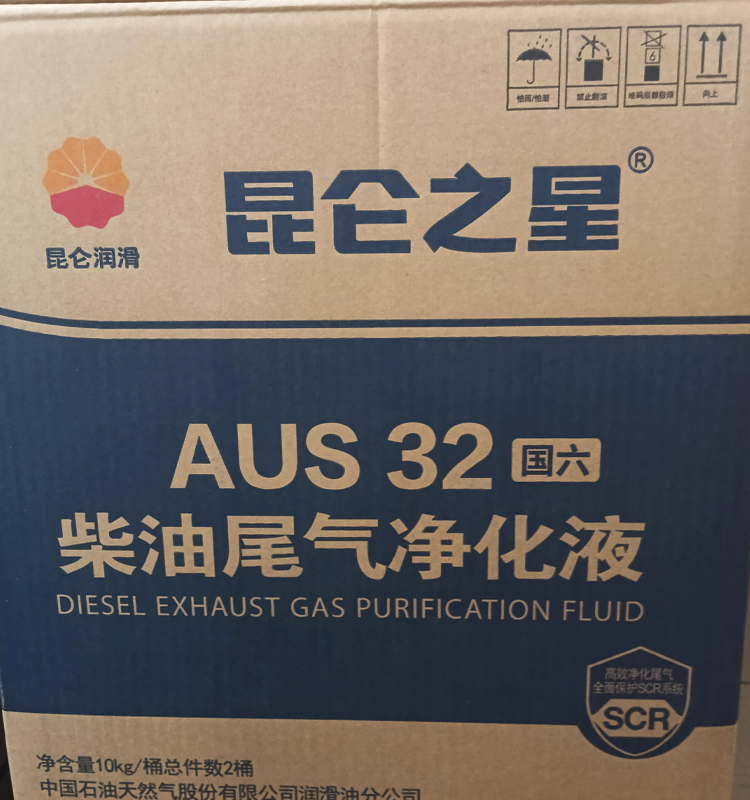 怕雨/怕潮
禁止翻滚
6
堆码层数极限
向上
昆仑之星®
昆仑润滑
AUS 32 国六
柴油尾气净化液
DIESEL EXHAUST GAS PURIFICATION FLUID
高效净化尾气
全面保护SCR系统
SCR
净含量10kg/桶总件数2桶
中国石油天然气股份有限公司润滑油分公司